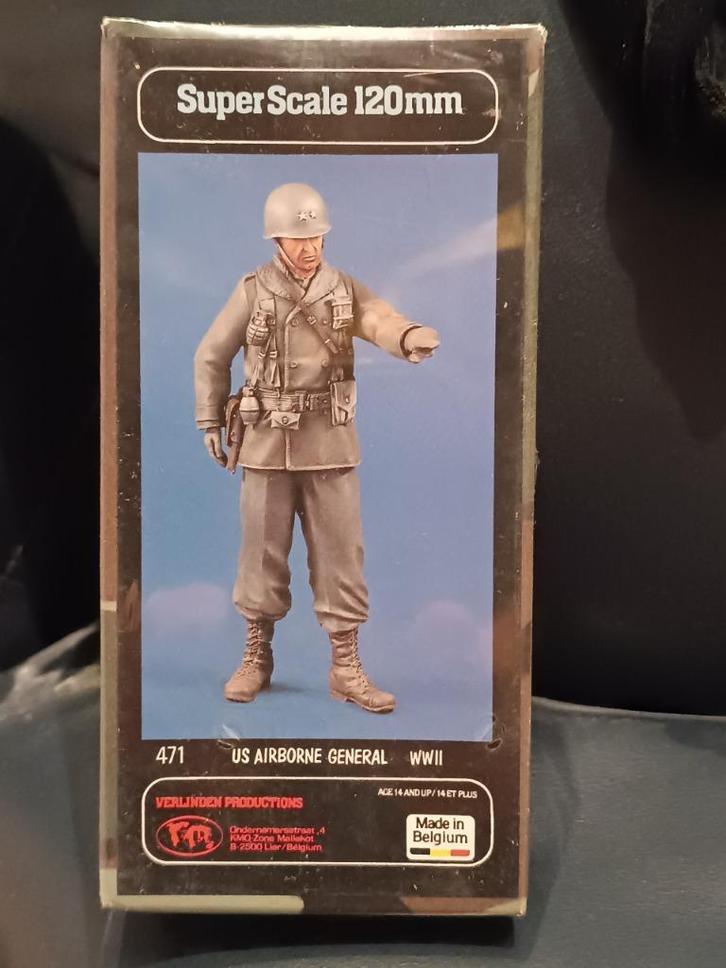 SuperScale 120mm
471 US AIRBORNE GENERAL WWII
AGE 14 AND UP/14 ET PLUS
VERLINDEN PRODUCTIONS
Ondernemersstraat ,4
KMO Zone Mallekot
B-2500 Lier/Belgium
Made in
Belgium